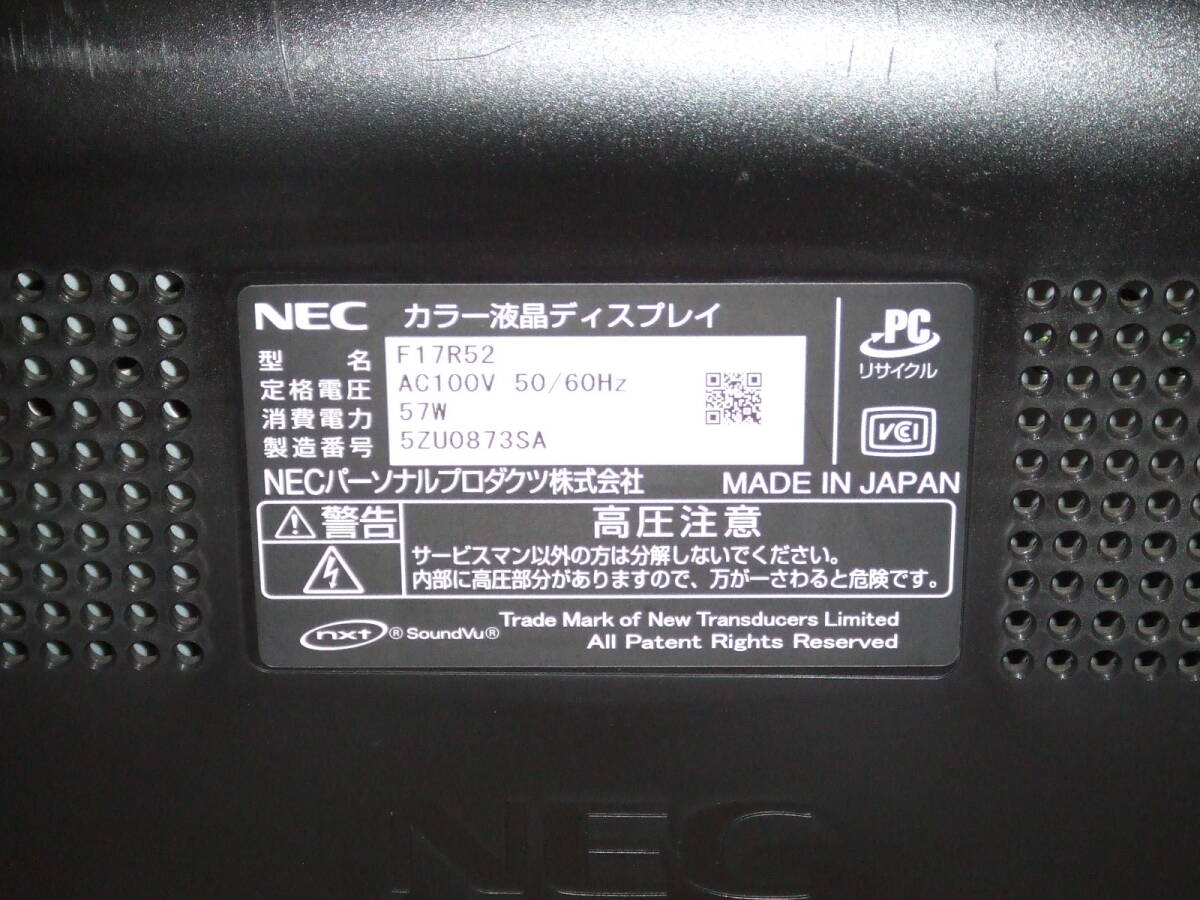 NEC カラー液晶ディスプレイ
型名 F17R52
定格電圧 AC100V 50/60Hz
消費電力 57W
製造番号 5ZU0873SA
PC
リサイクル
VCCI
NECパーソナルプロダクツ株式会社 MADE IN JAPAN
警告 高圧注意
サービスマン以外の方は分解しないでください。
内部に高圧部分がありますので、万が一さわると危険です。
nxt® SoundVu® Trade Mark of New Transducers Limited
All Patent Rights Reserved
NEC